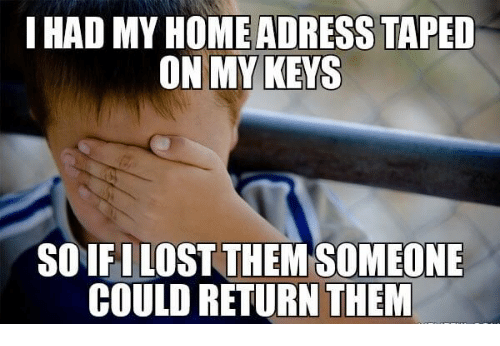 I HAD MY HOME ADRESS TAPED
ON MY KEYS
SO IF I LOST THEM SOMEONE
COULD RETURN THEM